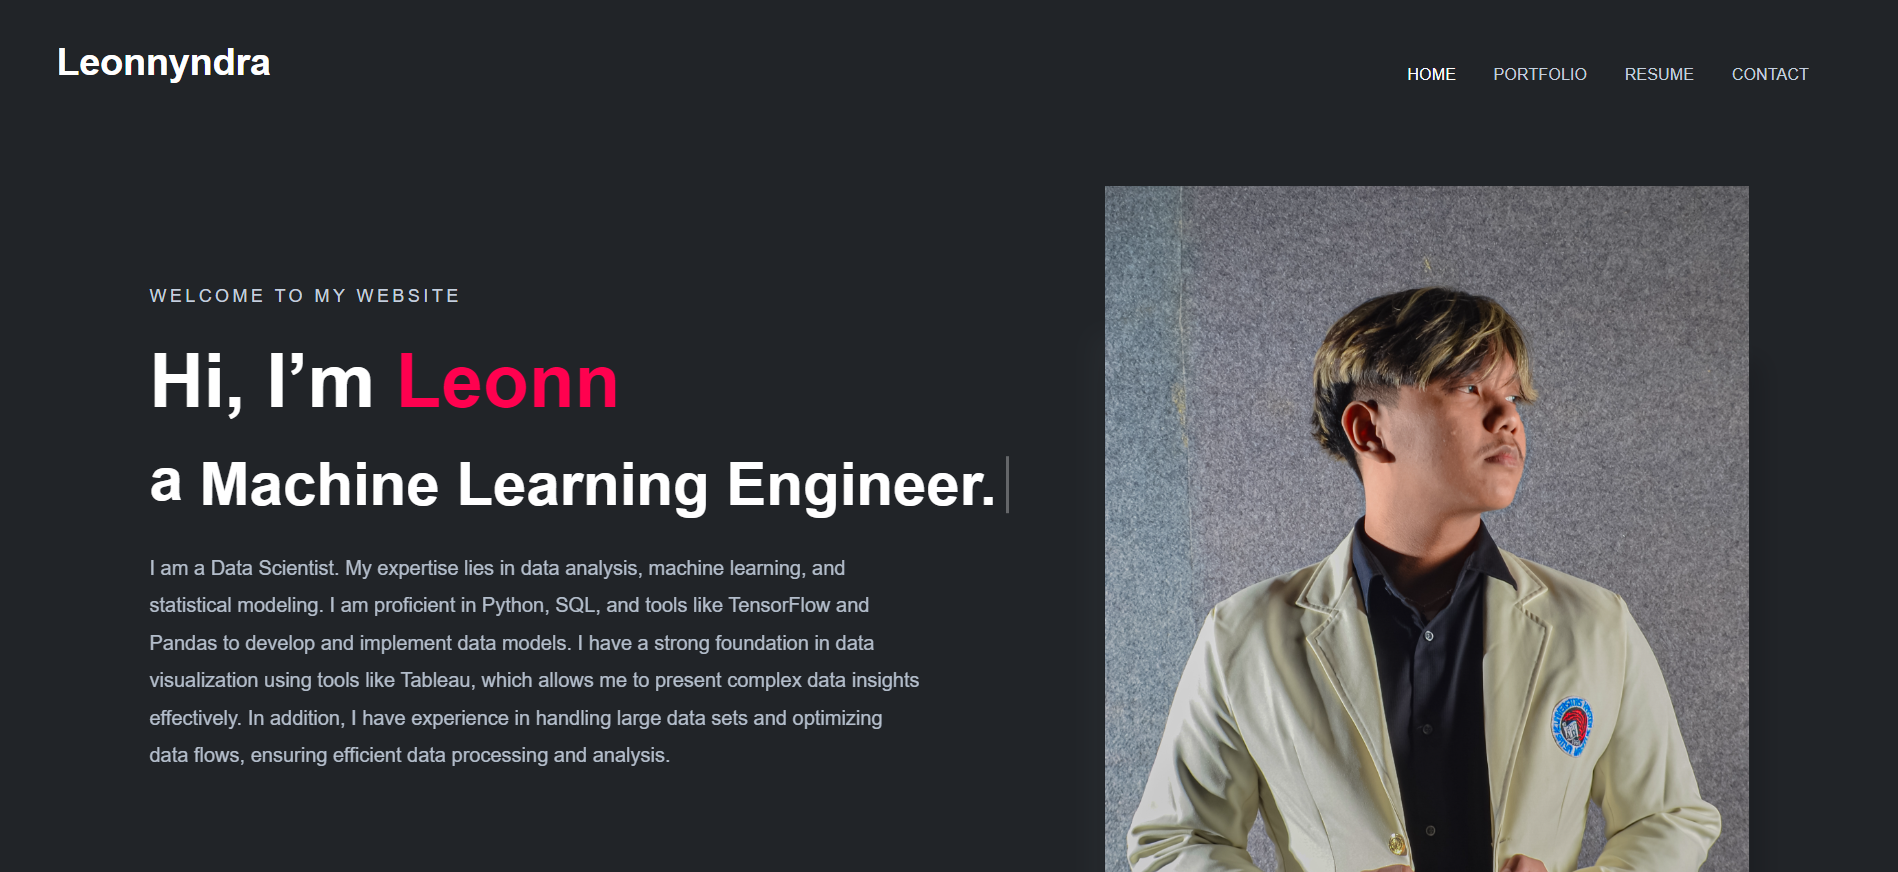 Leonnyndra
HOME PORTFOLIO RESUME CONTACT
WELCOME TO MY WEBSITE
Hi, I’m Leonn
a Machine Learning Engineer.
I am a Data Scientist. My expertise lies in data analysis, machine learning, and
statistical modeling. I am proficient in Python, SQL, and tools like TensorFlow and
Pandas to develop and implement data models. I have a strong foundation in data
visualization using tools like Tableau, which allows me to present complex data insights
effectively. In addition, I have experience in handling large data sets and optimizing
data flows, ensuring efficient data processing and analysis.